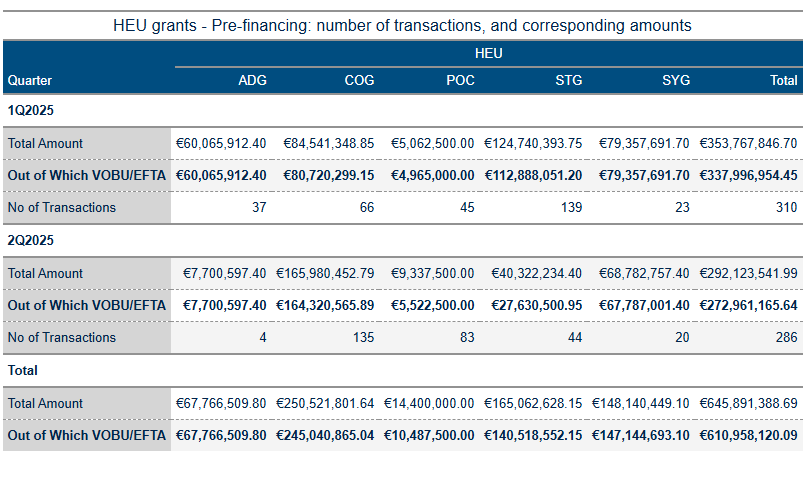 HEU grants - Pre-financing: number of transactions, and corresponding amounts
HEU
Quarter ADG COG POC STG SYG Total
1Q2025
Total Amount €60,065,912.40 €84,541,348.85 €5,062,500.00 €124,740,393.75 €79,357,691.70 €353,767,846.70
Out of Which VOBU/EFTA €60,065,912.40 €80,720,299.15 €4,965,000.00 €112,888,051.20 €79,357,691.70 €337,996,954.45
No of Transactions 37 66 45 139 23 310
2Q2025
Total Amount €7,700,597.40 €165,980,452.79 €9,337,500.00 €40,322,234.40 €68,782,757.40 €292,123,541.99
Out of Which VOBU/EFTA €7,700,597.40 €164,320,565.89 €5,522,500.00 €27,630,500.95 €67,787,001.40 €272,961,165.64
No of Transactions 4 135 83 44 20 286
Total
Total Amount €67,766,509.80 €250,521,801.64 €14,400,000.00 €165,062,628.15 €148,140,449.10 €645,891,388.69
Out of Which VOBU/EFTA €67,766,509.80 €245,040,865.04 €10,487,500.00 €140,518,552.15 €147,144,693.10 €610,958,120.09